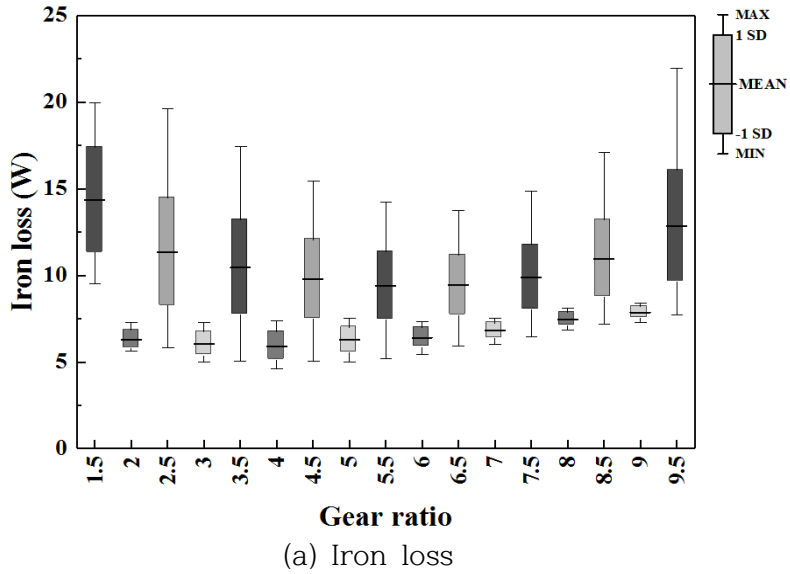 25
20
15
10
5
0
Iron loss (W)
MAX
1 SD
MEAN
-1 SD
MIN
1.5 2 2.5 3 3.5 4 4.5 5 5.5 6 6.5 7 7.5 8 8.5 9 9.5
Gear ratio
(a) Iron loss